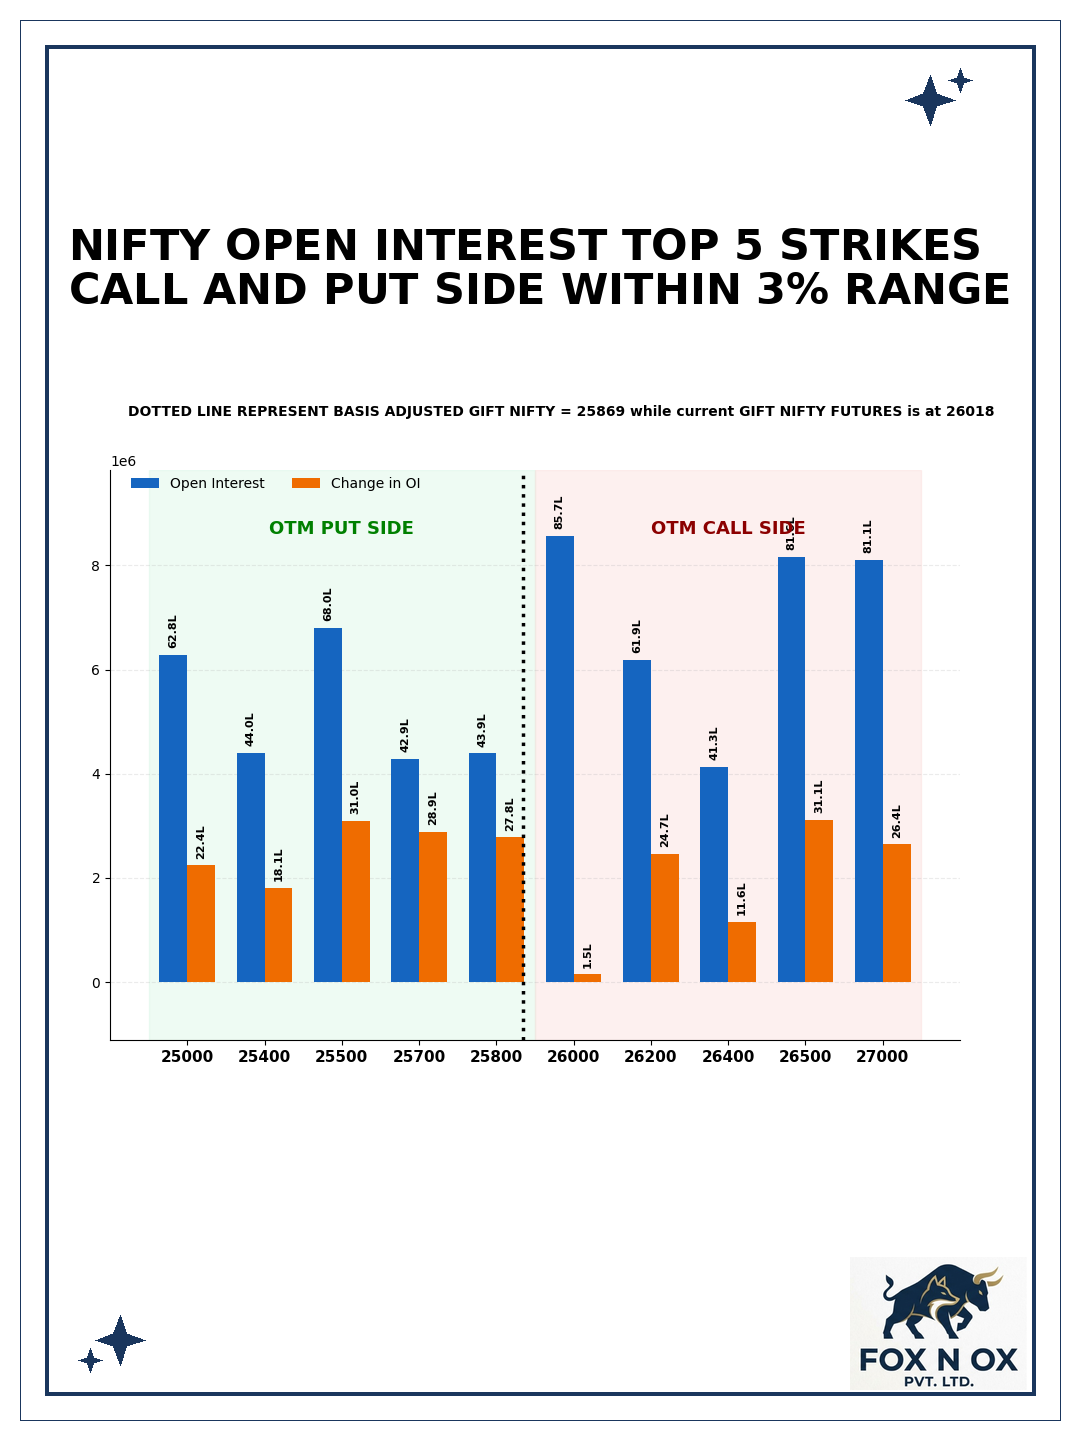 NIFTY OPEN INTEREST TOP 5 STRIKES
CALL AND PUT SIDE WITHIN 3% RANGE
DOTTED LINE REPRESENT BASIS ADJUSTED GIFT NIFTY = 25869 while current GIFT NIFTY FUTURES is at 26018
1e6
Open Interest
Change in OI
OTM PUT SIDE
OTM CALL SIDE
8
6
4
2
0
62.8L
22.4L
44.0L
18.1L
68.0L
31.0L
42.9L
28.9L
43.9L
27.8L
85.7L
1.5L
61.9L
24.7L
41.3L
11.6L
31.1L
81.1L
26.4L
25000 25400 25500 25700 25800 26000 26200 26400 26500 27000
FOX N OX
PVT. LTD.